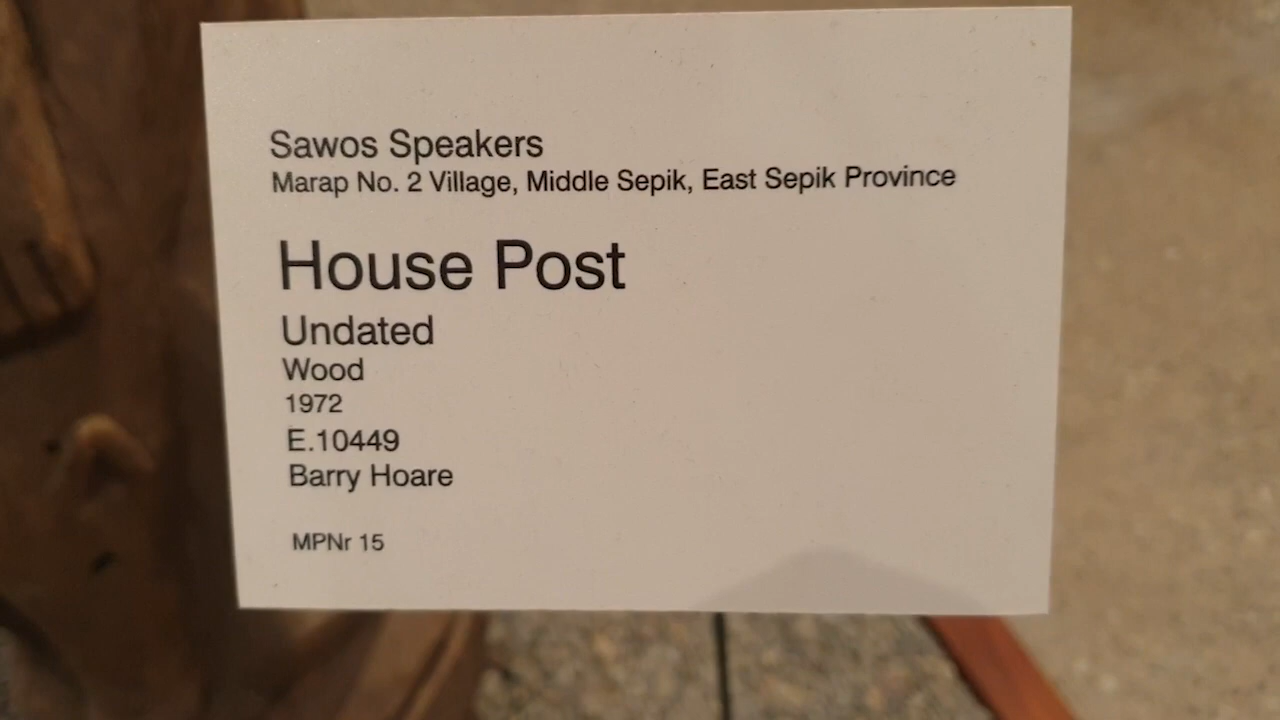 Sawos Speakers
Marap No. 2 Village, Middle Sepik, East Sepik Province
House Post
Undated
Wood
1972
E.10449
Barry Hoare
MPNr 15